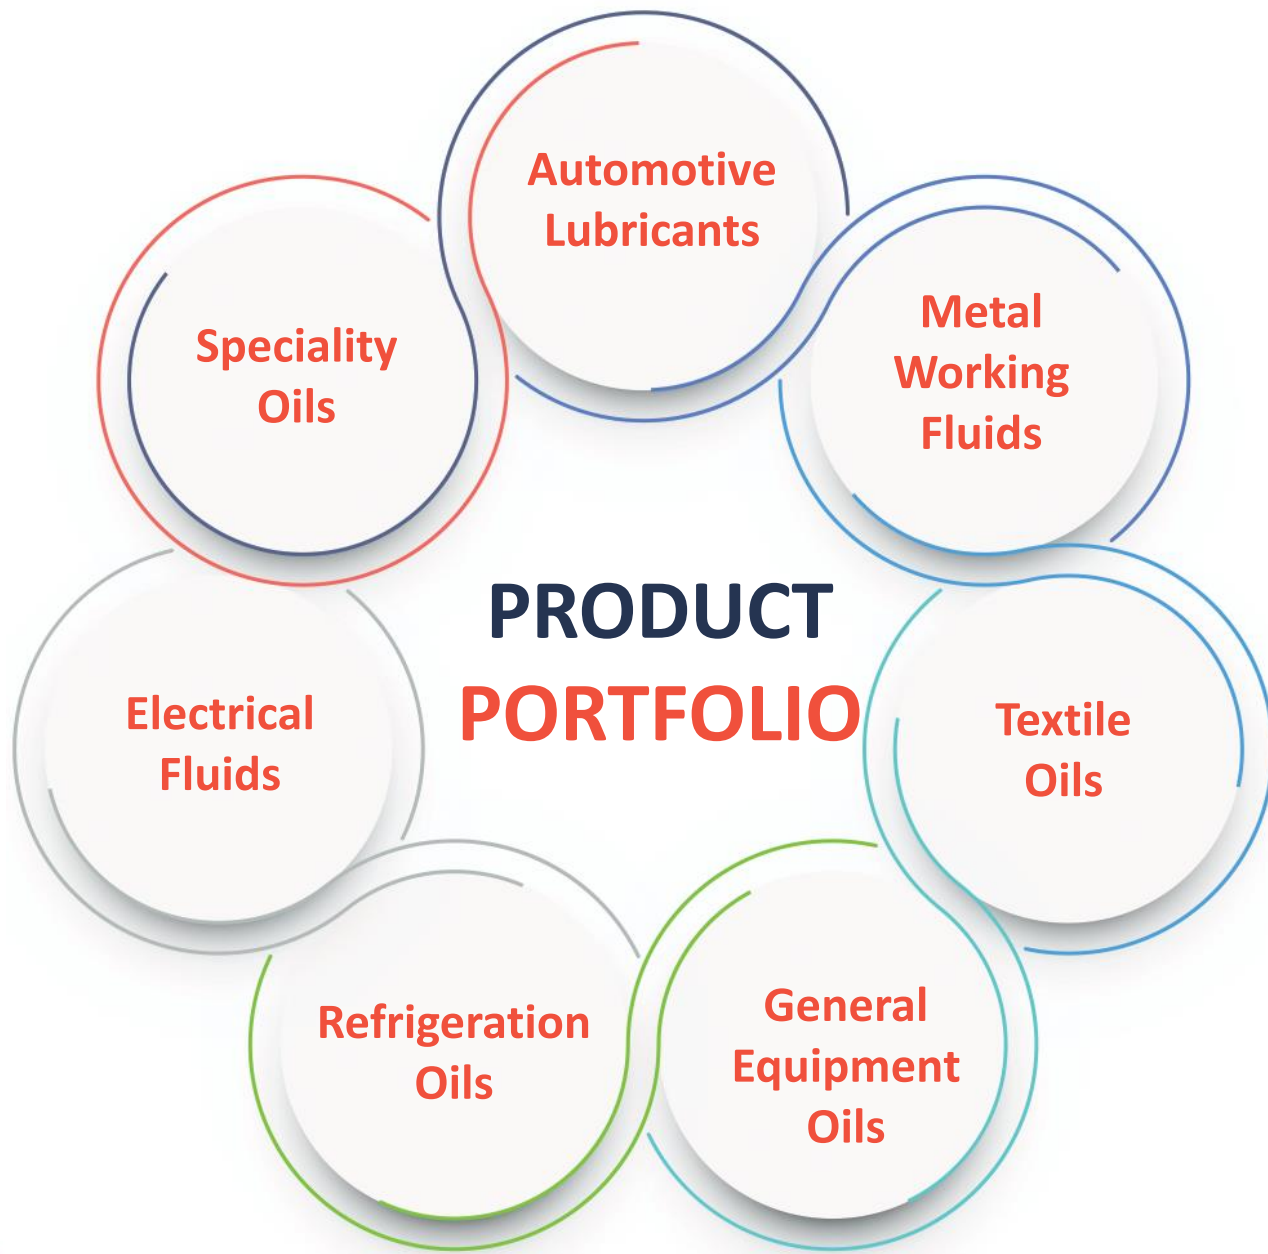 Automotive
Lubricants
Metal
Working
Fluids
Speciality
Oils
PRODUCT
PORTFOLIO
Electrical
Fluids
Textile
Oils
Refrigeration
Oils
General
Equipment
Oils